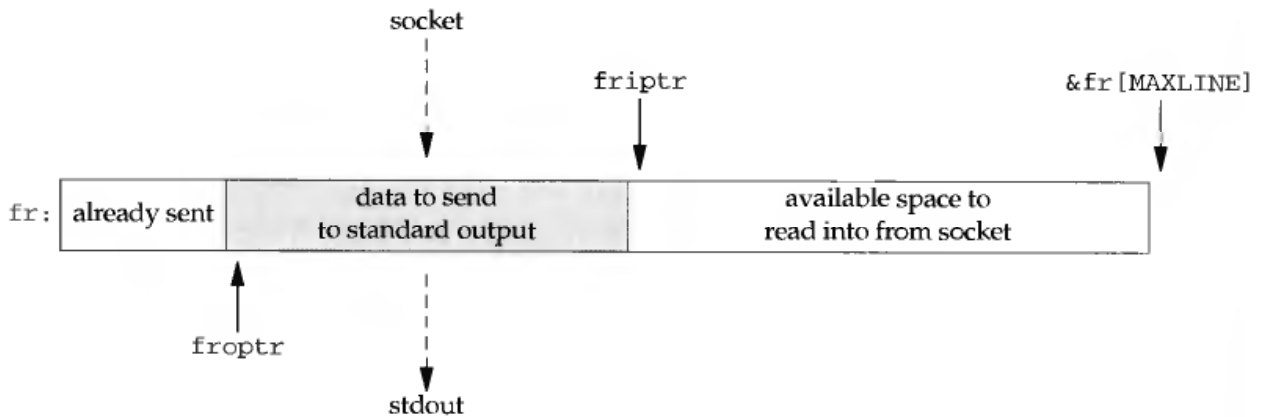 socket
friptr
&fr[MAXLINE]
fr:
already sent
data to send
to standard output
available space to
read into from socket
froptr
stdout